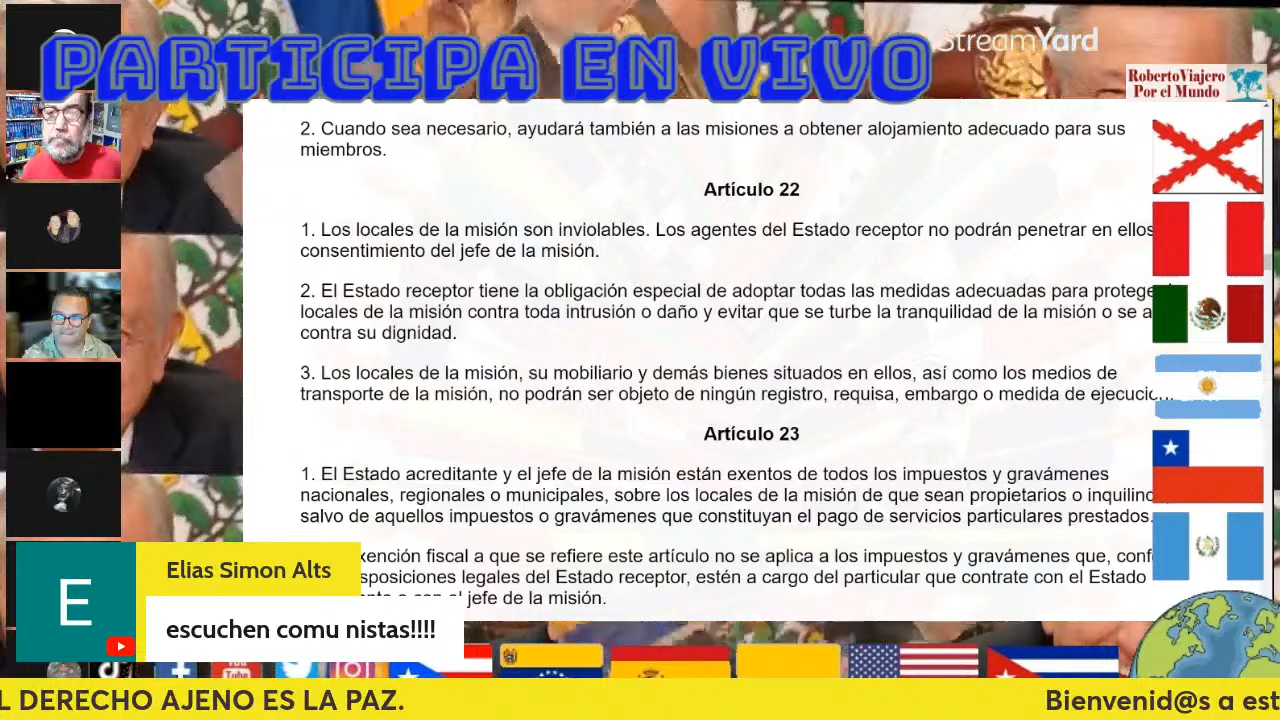 PARTICIPA EN VIVO
StreamYard
RobertoViajero
Por el Mundo
2. Cuando sea necesario, ayudará también a las misiones a obtener alojamiento adecuado para sus
miembros.
Artículo 22
1. Los locales de la misión son inviolables. Los agentes del Estado receptor no podrán penetrar en ellos
consentimiento del jefe de la misión.
2. El Estado receptor tiene la obligación especial de adoptar todas las medidas adecuadas para protege
locales de la misión contra toda intrusión o daño y evitar que se turbe la tranquilidad de la misión o se a
contra su dignidad.
3. Los locales de la misión, su mobiliario y demás bienes situados en ellos, así como los medios de
transporte de la misión, no podrán ser objeto de ningún registro, requisa, embargo o medida de ejecución.
Artículo 23
1. El Estado acreditante y el jefe de la misión están exentos de todos los impuestos y gravámenes
nacionales, regionales o municipales, sobre los locales de la misión de que sean propietarios o inquilino
salvo de aquellos impuestos o gravámenes que constituyan el pago de servicios particulares prestados.
xención fiscal a que se refiere este artículo no se aplica a los impuestos y gravámenes que, conf
sposiciones legales del Estado receptor, estén a cargo del particular que contrate con el Estado
jefe de la misión.
E
Elias Simon Alts
escuchen comu nistas!!!!
L DERECHO AJENO ES LA PAZ.
Bienvenid@s a est